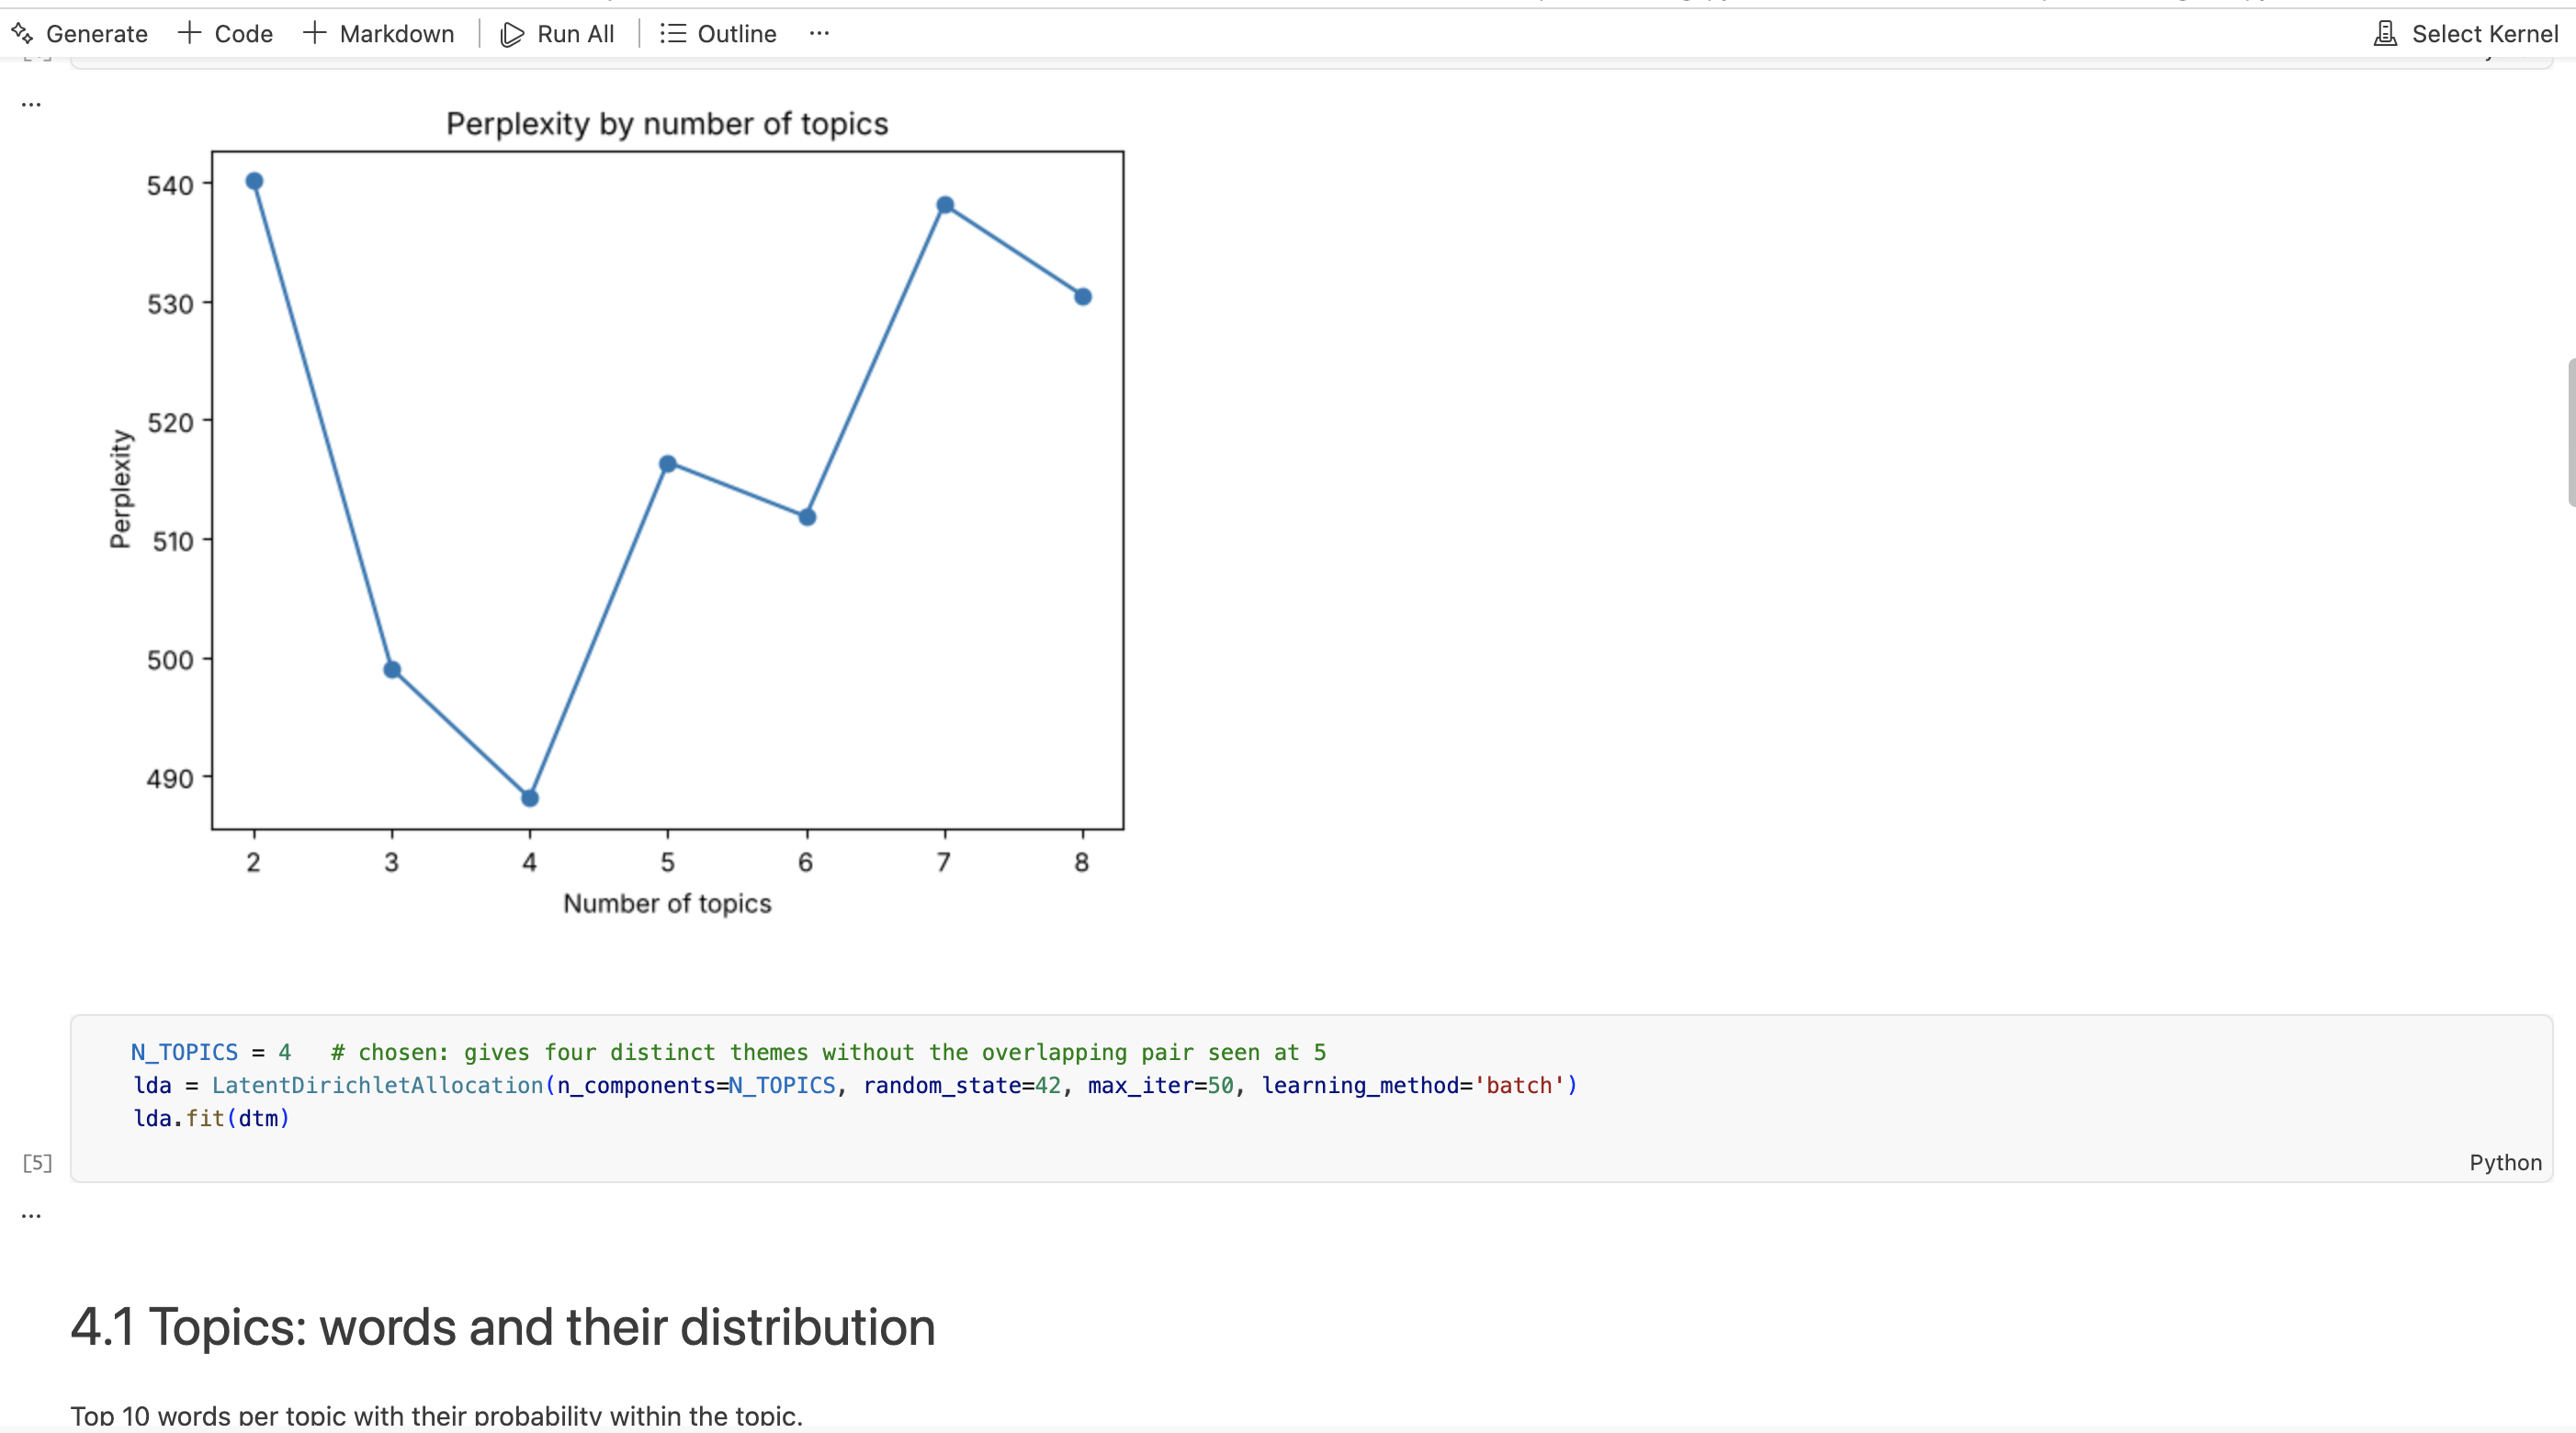 Generate Code Markdown Run All Outline ... Select Kernel
...
Perplexity by number of topics
540
530
520
510
500
490
Perplexity
2 3 4 5 6 7 8
Number of topics
N_TOPICS = 4   # chosen: gives four distinct themes without the overlapping pair seen at 5
lda = LatentDirichletAllocation(n_components=N_TOPICS, random_state=42, max_iter=50, learning_method='batch')
lda.fit(dtm)
[5]
Python
...
4.1 Topics: words and their distribution
Top 10 words per topic with their probability within the topic.